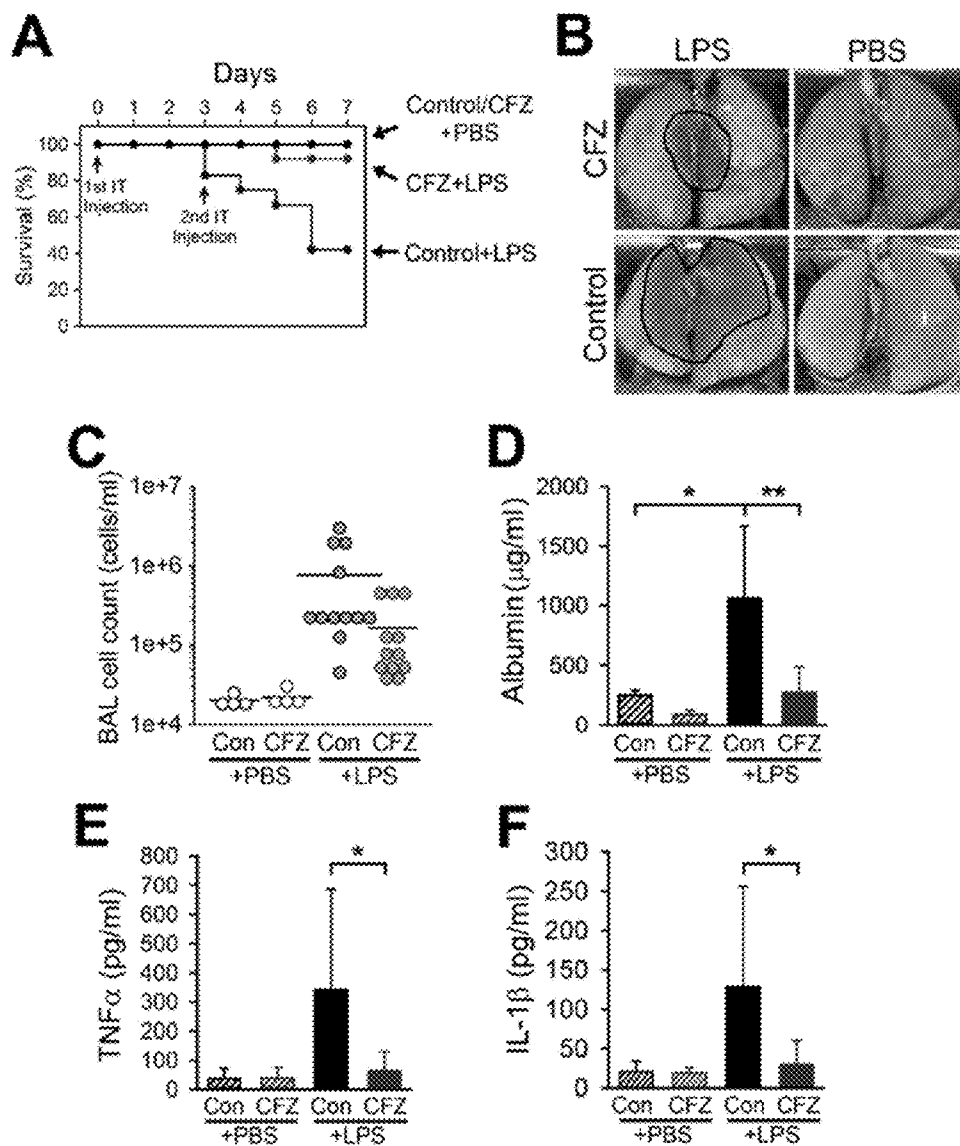 A
Days
0 1 2 3 4 5 6 7
Survival (%)
100
80
60
40
20
0
1st IT
Injection
2nd IT
Injection
Control/CFZ
+PBS
CFZ+LPS
Control+LPS
B
LPS PBS
CFZ
Control
C
BAL cell count (cells/ml)
1e+7
1e+6
1e+5
1e+4
Con CFZ Con CFZ
+PBS +LPS
D
Albumin (µg/ml)
2000
1500
1000
500
0
* **
Con CFZ Con CFZ
+PBS +LPS
E
TNFα (pg/ml)
800
700
600
500
400
300
200
100
0
*
Con CFZ Con CFZ
+PBS +LPS
F
IL-1β (pg/ml)
300
250
200
150
100
50
0
*
Con CFZ Con CFZ
+PBS +LPS